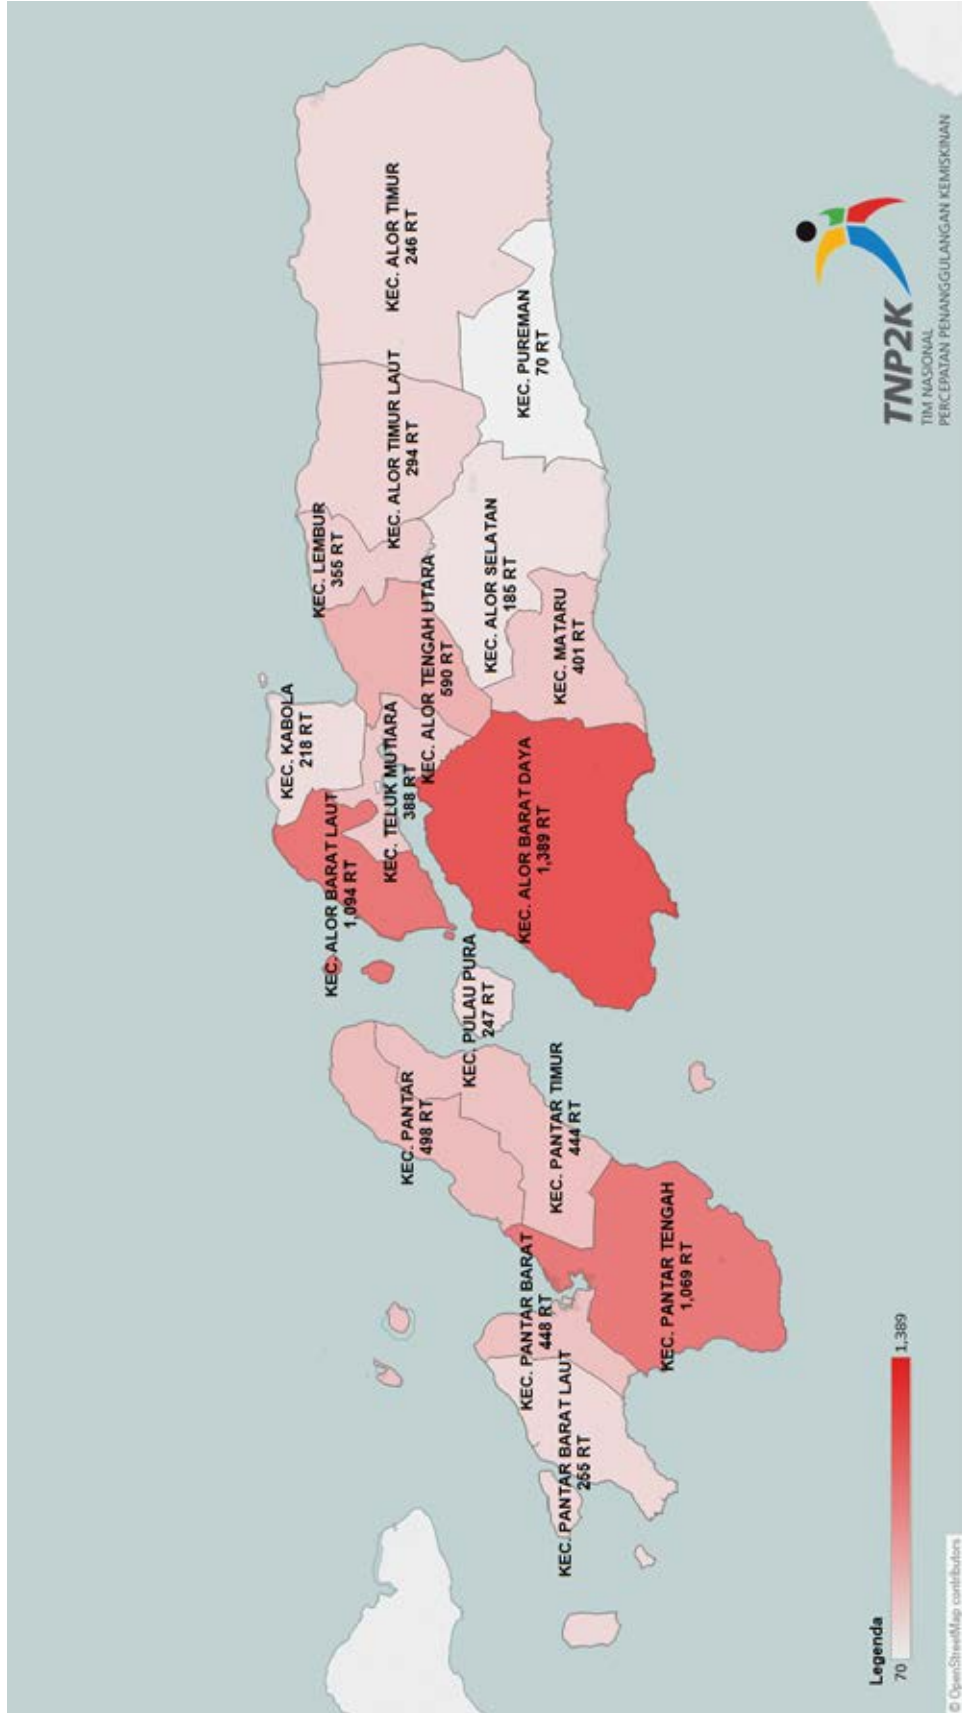 KEC. ALOR TIMUR
246 RT
KEC. PUREMAN
70 RT
KEC. ALOR TIMUR LAUT
294 RT
KEC. LEMBUR
355 RT
KEC. ALOR SELATAN
185 RT
KEC. MATARU
401 RT
KEC. ALOR TENGAH UTARA
590 RT
KEC. KABOLA
218 RT
KEC. TELUK MUTIARA
388 RT
KEC. ALOR BARAT LAUT
1,094 RT
KEC. ALOR BARAT DAYA
1,389 RT
KEC. PULAU PURA
247 RT
KEC. PANTAR
498 RT
KEC. PANTAR TIMUR
444 RT
KEC. PANTAR TENGAH
1,069 RT
KEC. PANTAR BARAT
448 RT
KEC. PANTAR BARAT LAUT
255 RT
Legenda
70 1,389
© OpenStreetMap contributors
TNP2K
TIM NASIONAL
PERCEPATAN PENANGGULANGAN KEMISKINAN